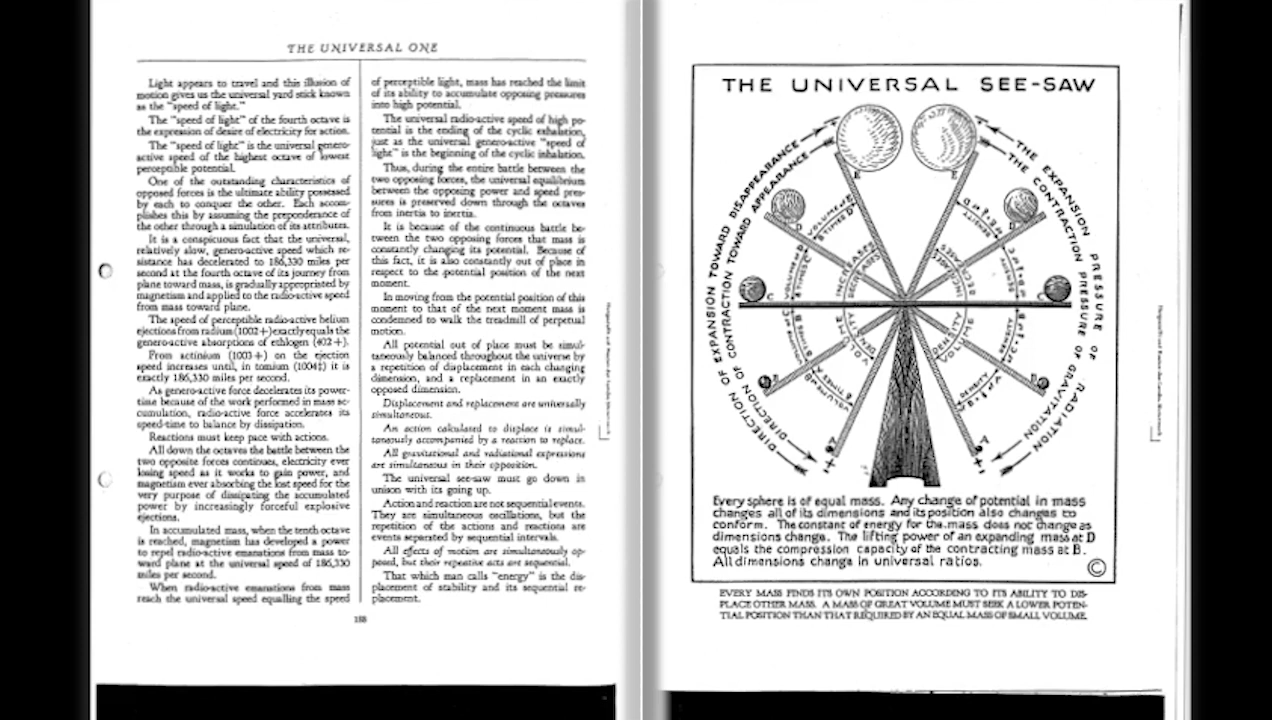 THE UNIVERSAL ONE
Light appears to travel and this illusion of
motion gives us the universal yard stick known
as the "speed of light."
The "speed of light" of the fourth octave is
the expression of desire of electricity for action.
The "speed of light" is the universal genero-
active speed of the highest octave of lowest
perceptible potential.
One of the outstanding characteristics of
opposed forces is the ultimate ability possessed
by each to conquer the other. Each accom-
plishes this by assuming the preponderance of
the other through a simulation of its attributes.
It is a conspicuous fact that the universal,
relatively slow, genero-active speed which re-
sistance has decelerated to 186,330 miles per
second at the fourth octave of its journey from
plane toward mass, is gradually appropriated by
magnetism and applied to the radio-active speed
from mass toward plane.
The speed of perceptible radio-active helium
ejections from radium (1002+) exactly equals the
genero-active absorptions of ethlogen (402+).
From actinium (1003+) on the ejection
speed increases until, in tomium (1004‡) it is
exactly 186,330 miles per second.
As genero-active force decelerates its power-
time because of the work performed in mass ac-
cumulation, radio-active force accelerates its
speed-time to balance by dissipation.
Reactions must keep pace with actions.
All down the octaves the battle between the
two opposite forces continues, electricity ever
losing speed as it works to gain power, and
magnetism ever absorbing the lost speed for the
very purpose of dissipating the accumulated
power by increasingly forceful explosive
ejections.
In accumulated mass, when the tenth octave
is reached, magnetism has developed a power
to repel radio-active emanations from mass to-
ward plane at the universal speed of 186,330
miles per second.
When radio-active emanations from mass
reach the universal speed equalling the speed
of perceptible light, mass has reached the limit
of its ability to accumulate opposing pressures
into high potential.
The universal radio-active speed of high po-
tential is the ending of the cyclic exhalation,
just as the universal genero-active "speed of
light" is the beginning of the cyclic inhalation.
Thus, during the entire battle between the
two opposing forces, the universal equilibrium
between the opposing power and speed pres-
sures is preserved down through the octaves
from inertia to inertia.
It is because of the continuous battle be-
tween the two opposing forces that mass is
constantly changing its potential. Because of
this fact, it is also constantly out of place in
respect to the potential position of the next
moment.
In moving from the potential position of this
moment to that of the next moment mass is
condemned to walk the treadmill of perpetual
motion.
All potential out of place must be simul-
taneously balanced throughout the universe by
a repetition of displacement in each changing
dimension, and a replacement in an exactly
opposed dimension.
Displacement and replacement are universally
simultaneous.
An action calculated to displace is simul-
taneously accompanied by a reaction to replace.
All gravitational and radiational expressions
are simultaneous in their opposition.
The universal see-saw must go down in
unison with its going up.
Action and reaction are not sequential events.
They are simultaneous oscillations, but the
repetition of the actions and reactions are
events separated by sequential intervals.
All effects of motion are simultaneously op-
posed, but their repetitive acts are sequential.
That which man calls "energy" is the dis-
placement of stability and its sequential re-
placement.
188
THE UNIVERSAL SEE-SAW
DIRECTION OF EXPANSION TOWARD DISAPPEARANCE
DIRECTION OF CONTRACTION TOWARD APPEARANCE
THE EXPANSION PRESSURE OF RADIATION
THE CONTRACTION PRESSURE OF GRAVITATION
E
E
D
D
C
C
B
A
A
VOLUME
DENSITY
INCREASES
DECREASES
INCREASES
DECREASES
DENSITY
VOLUME
Every sphere is of equal mass. Any change of potential in mass
changes all of its dimensions and its position also changes to
conform. The constant of energy for the mass does not change as
dimensions change. The lifting power of an expanding mass at D
equals the compression capacity of the contracting mass at B.
All dimensions change in universal ratios.
©
EVERY MASS FINDS ITS OWN POSITION ACCORDING TO ITS ABILITY TO DIS-
PLACE OTHER MASS. A MASS OF GREAT VOLUME MUST SEEK A LOWER POTEN-
TIAL POSITION THAN THAT REQUIRED BY AN EQUAL MASS OF SMALL VOLUME.